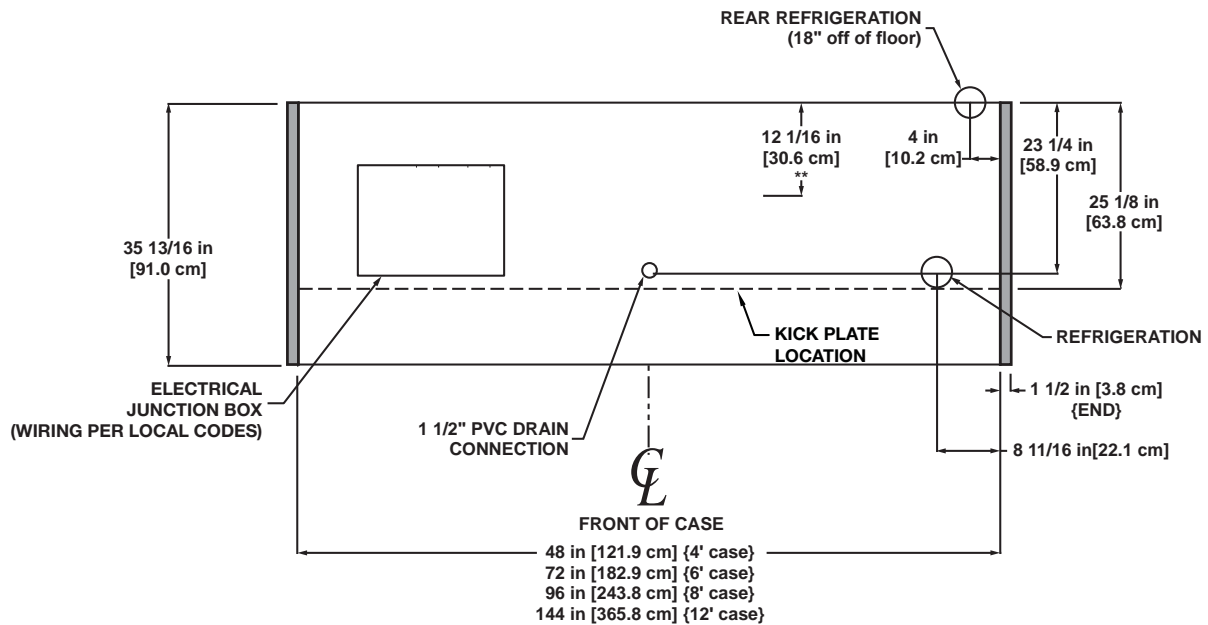 REAR REFRIGERATION
(18" off of floor)
12 1/16 in
[30.6 cm]
**
4 in
[10.2 cm]
23 1/4 in
[58.9 cm]
25 1/8 in
[63.8 cm]
35 13/16 in
[91.0 cm]
KICK PLATE
LOCATION
REFRIGERATION
ELECTRICAL
JUNCTION BOX
(WIRING PER LOCAL CODES)
1 1/2" PVC DRAIN
CONNECTION
1 1/2 in [3.8 cm]
{END}
8 11/16 in[22.1 cm]
CL
FRONT OF CASE
48 in [121.9 cm] {4' case}
72 in [182.9 cm] {6' case}
96 in [243.8 cm] {8' case}
144 in [365.8 cm] {12' case}